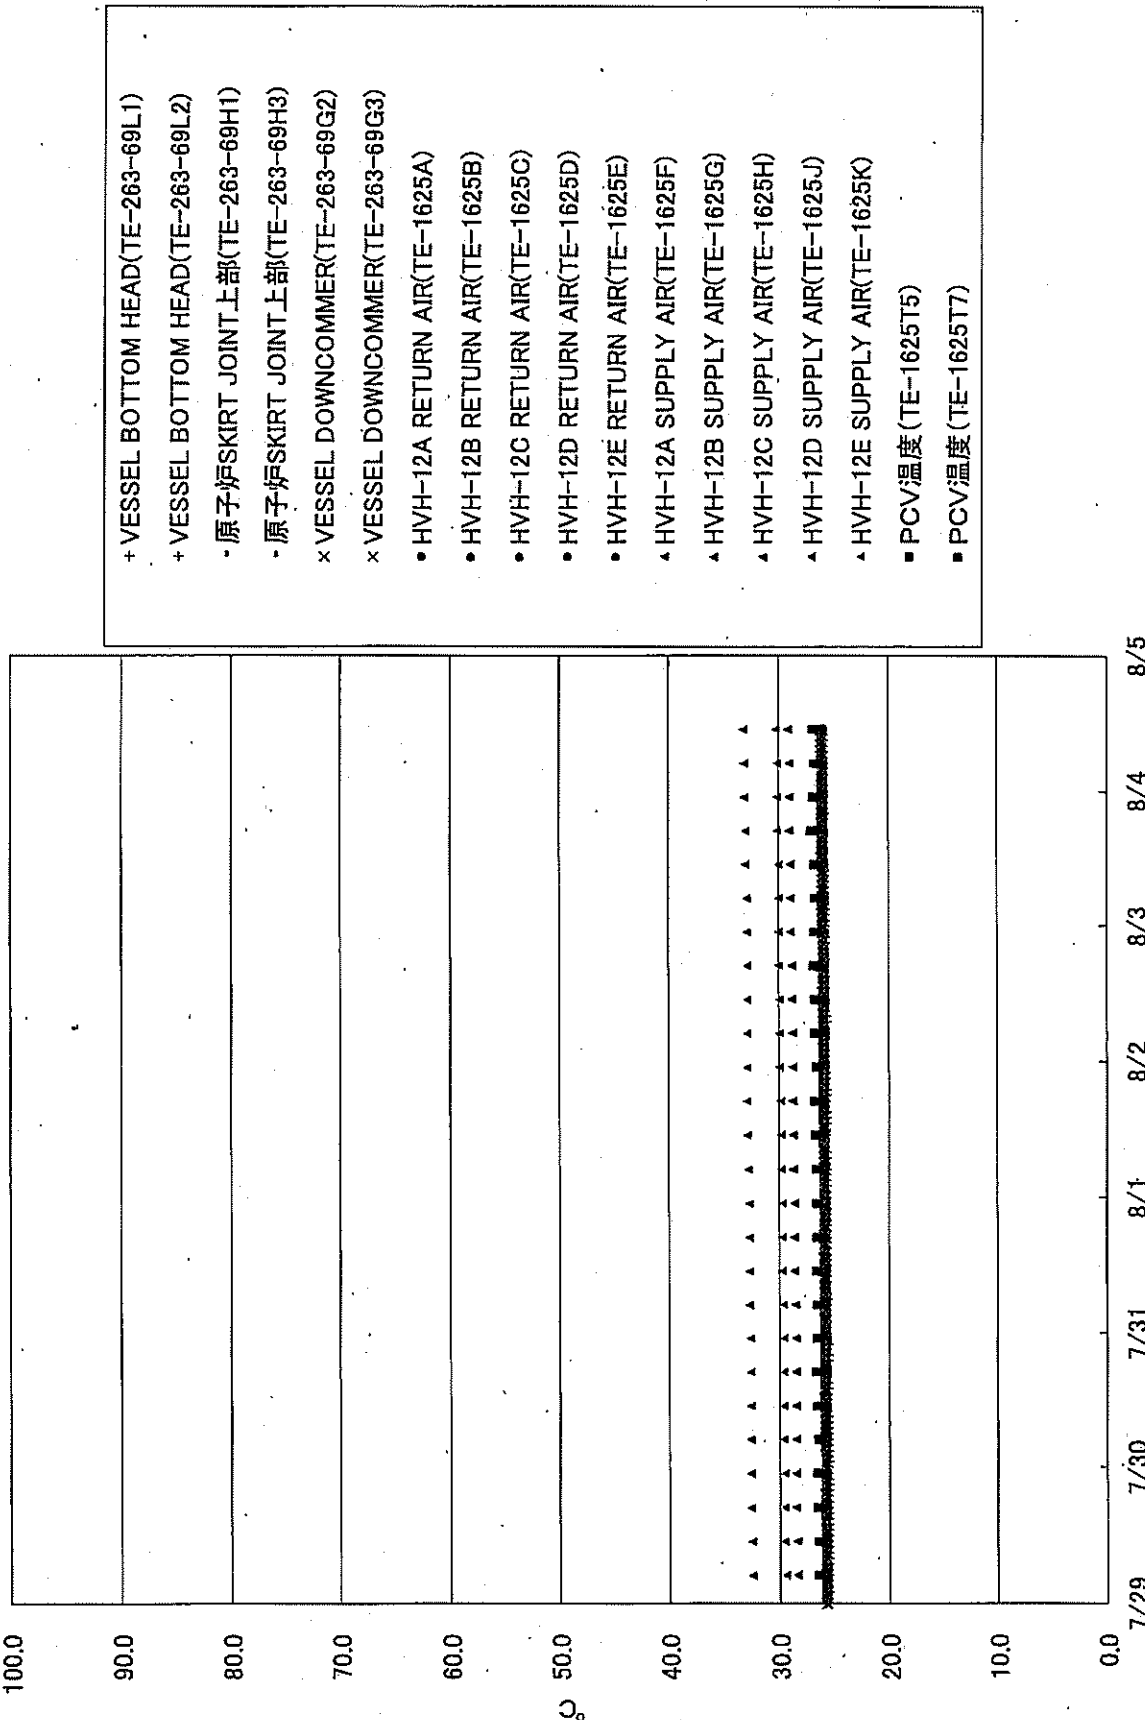 100.0
90.0
80.0
70.0
60.0
50.0
40.0
30.0
20.0
10.0
0.0
℃
7/29
7/30
7/31
8/1
8/2
8/3
8/4
8/5
+ VESSEL BOTTOM HEAD(TE-263-69L1)
+ VESSEL BOTTOM HEAD(TE-263-69L2)
- 原子炉SKIRT JOINT上部(TE-263-69H1)
- 原子炉SKIRT JOINT上部(TE-263-69H3)
× VESSEL DOWNCOMMER(TE-263-69G2)
× VESSEL DOWNCOMMER(TE-263-69G3)
● HVH-12A RETURN AIR(TE-1625A)
● HVH-12B RETURN AIR(TE-1625B)
● HVH-12C RETURN AIR(TE-1625C)
● HVH-12D RETURN AIR(TE-1625D)
● HVH-12E RETURN AIR(TE-1625E)
▲ HVH-12A SUPPLY AIR(TE-1625F)
▲ HVH-12B SUPPLY AIR(TE-1625G)
▲ HVH-12C SUPPLY AIR(TE-1625H)
▲ HVH-12D SUPPLY AIR(TE-1625J)
▲ HVH-12E SUPPLY AIR(TE-1625K)
■ PCV温度(TE-1625T5)
■ PCV温度(TE-1625T7)